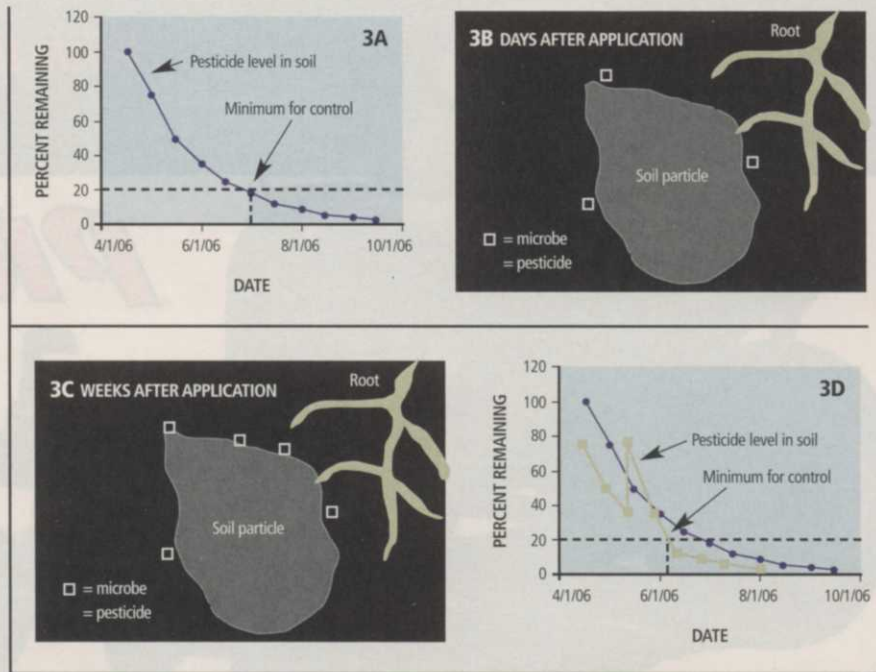 3A
120
100
80
60
40
20
0
PERCENT REMAINING
Pesticide level in soil
Minimum for control
4/1/06 6/1/06 8/1/06 10/1/06
DATE
3B DAYS AFTER APPLICATION
Root
Soil particle
= microbe
= pesticide
3C WEEKS AFTER APPLICATION
Root
Soil particle
= microbe
= pesticide
3D
120
100
80
60
40
20
0
PERCENT REMAINING
Pesticide level in soil
Minimum for control
4/1/06 6/1/06 8/1/06 10/1/06
DATE